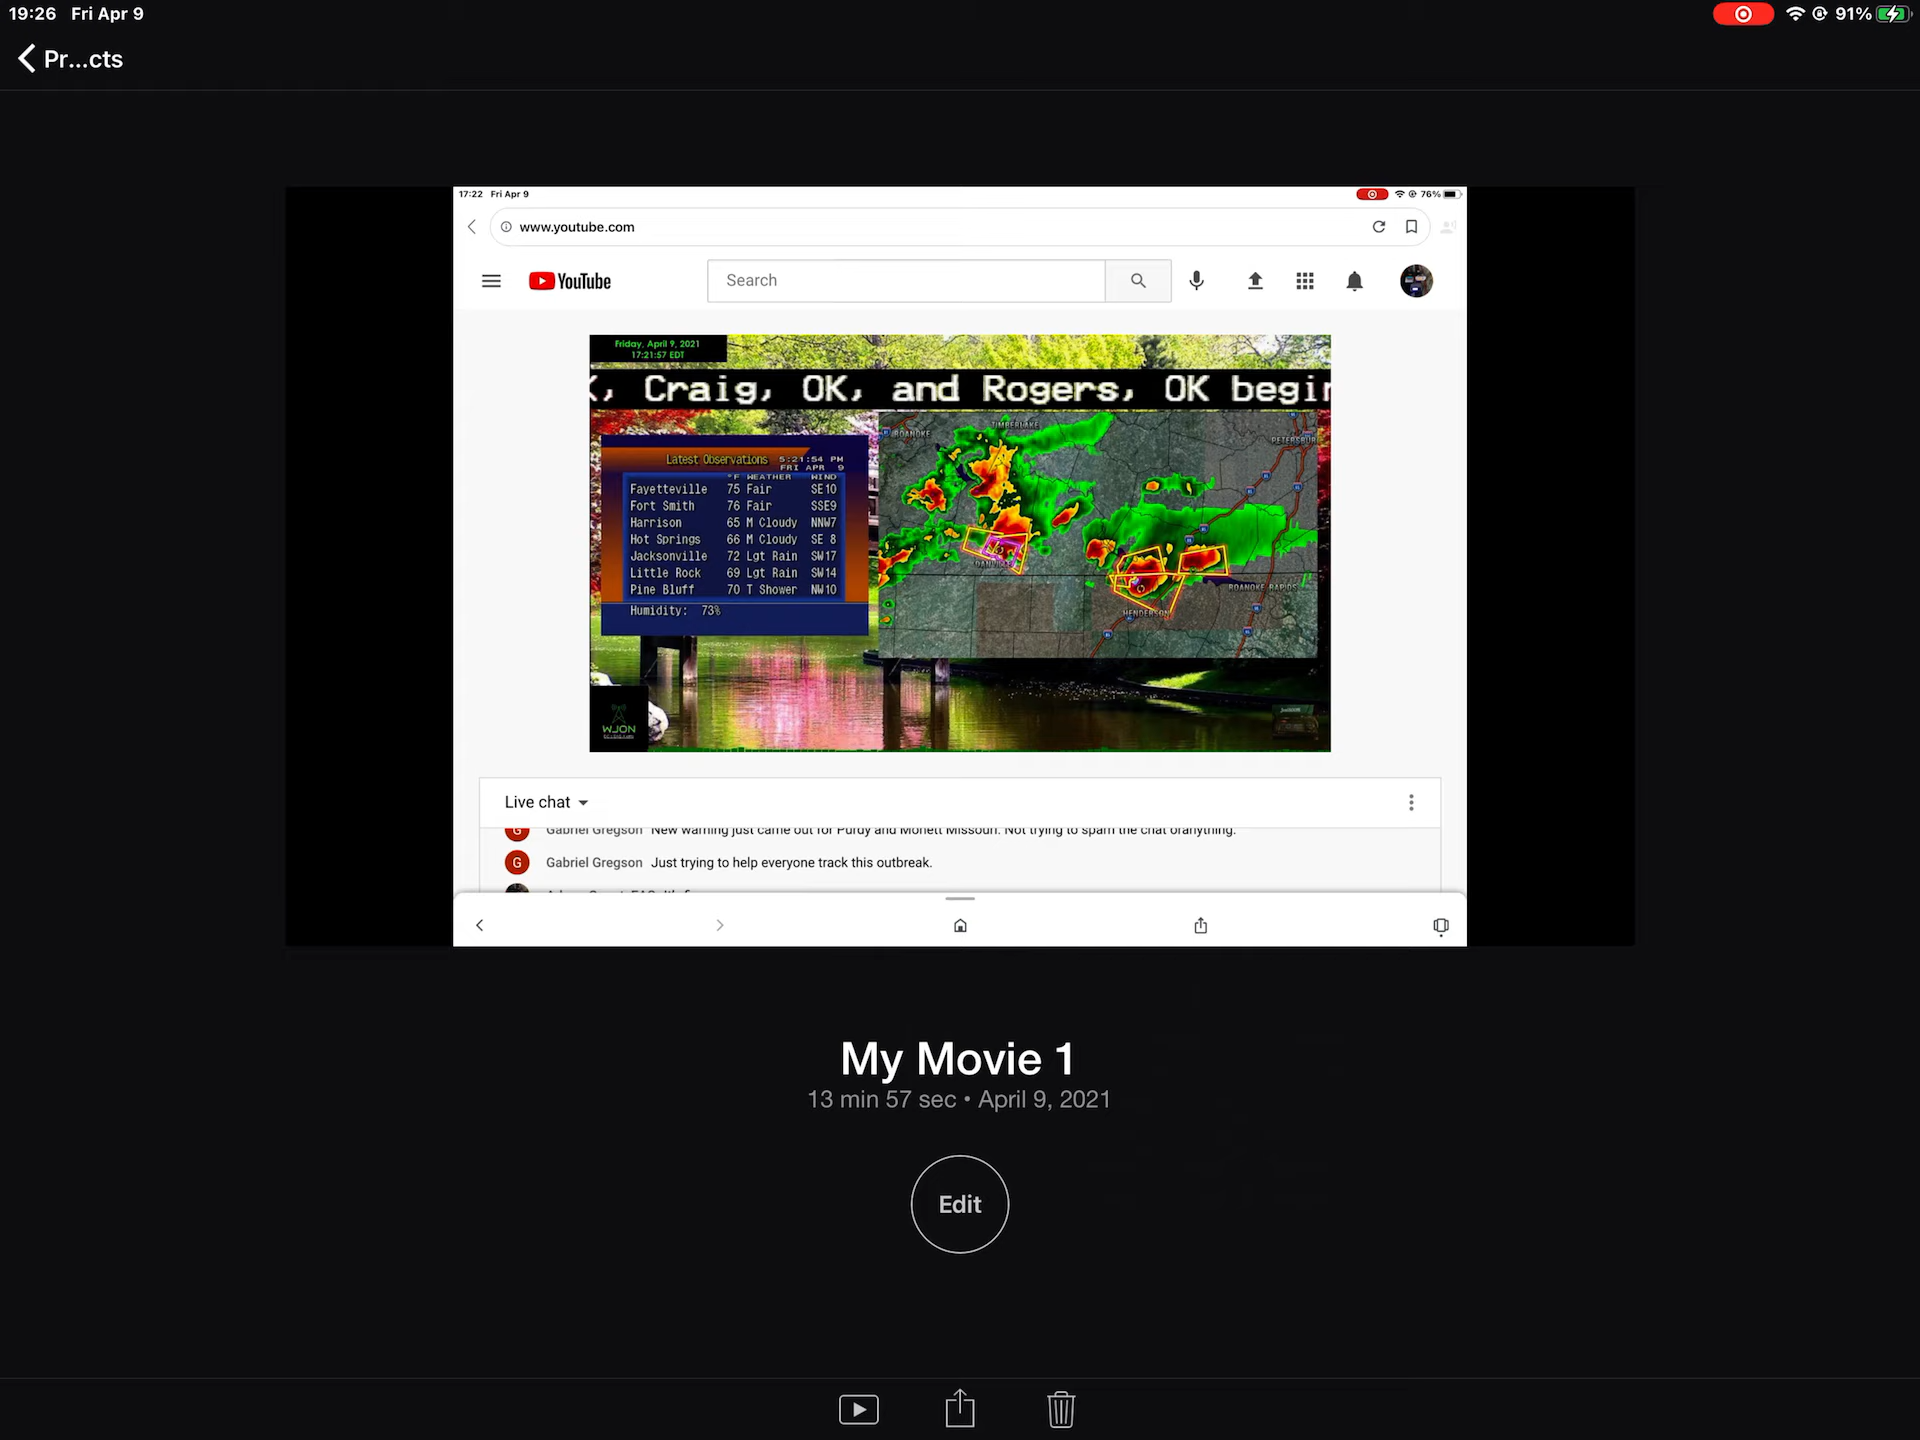 19:26 Fri Apr 9
91%
Pr...cts
17:22 Fri Apr 9
76%
www.youtube.com
YouTube
Search
Friday, April 9, 2021
17:21:57 EDT
, Craig, OK, and Rogers, OK begin
Latest Observations 5:21:54 PM
FRI APR 9
°F WEATHER WIND
Fayetteville 75 Fair SE10
Fort Smith 76 Fair SSE9
Harrison 65 M Cloudy NNW7
Hot Springs 66 M Cloudy SE 8
Jacksonville 72 Lgt Rain SW17
Little Rock 69 Lgt Rain SW14
Pine Bluff 70 T Shower NW10
Humidity: 73%
ROANOKE
TIMBERLAKE
PETERSBUR
DANVILLE
HENDERSON
ROANOKE RAPIDS
WJON
Live chat
Gabriel Gregson New warning just came out for Purdy and Monett Missouri. Not trying to spam the chat oranything.
G Gabriel Gregson Just trying to help everyone track this outbreak.
My Movie 1
13 min 57 sec • April 9, 2021
Edit